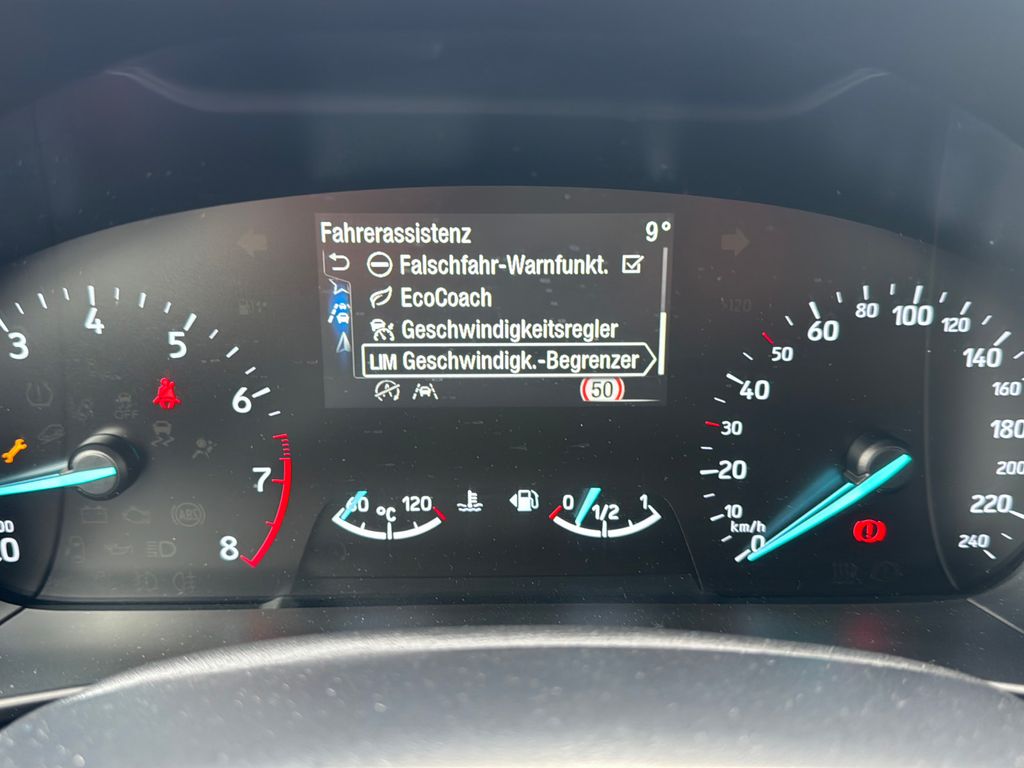 Fahrerassistenz 9°
Falschfahr-Warnfunkt.
EcoCoach
Geschwindigkeitsregler
LIM Geschwindigk.-Begrenzer
50
3
4
5
6
7
8
60 120
°C
0 1/2 1
km/h
0
10
20
30
40
50
60
80
100
120
140
160
180
200
220
240
OFF
ABS
120